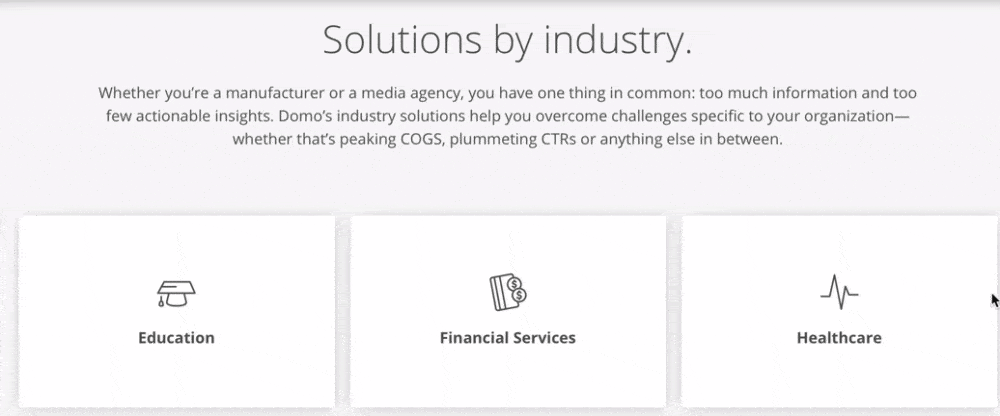 Solutions by industry.
Whether you’re a manufacturer or a media agency, you have one thing in common: too much information and too
few actionable insights. Domo’s industry solutions help you overcome challenges specific to your organization—
whether that’s peaking COGS, plummeting CTRs or anything else in between.
$
$
Education
Financial Services
Healthcare